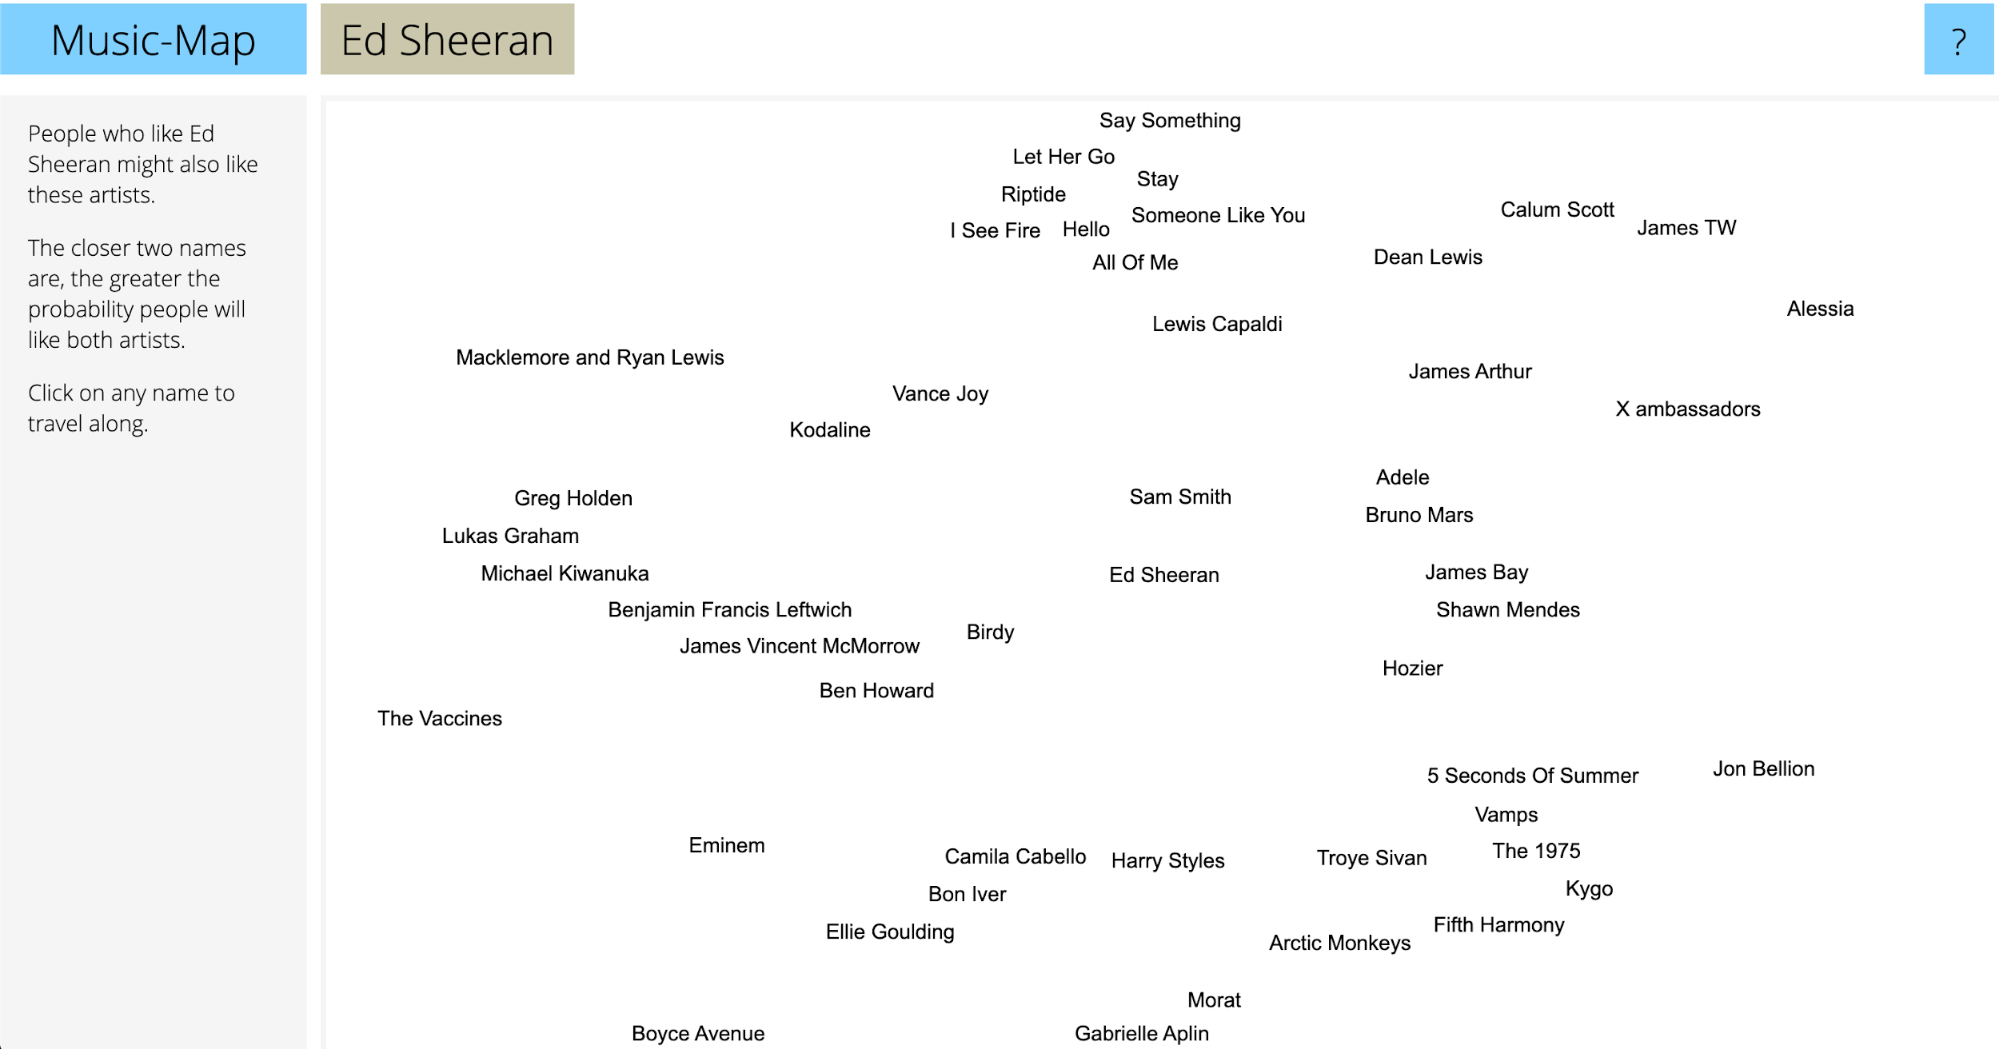 Music-Map
Ed Sheeran
?
People who like Ed
Sheeran might also like
these artists.
The closer two names
are, the greater the
probability people will
like both artists.
Click on any name to
travel along.
Say Something
Let Her Go
Stay
Riptide
Someone Like You
I See Fire
Hello
All Of Me
Calum Scott
James TW
Dean Lewis
Alessia
Lewis Capaldi
Macklemore and Ryan Lewis
James Arthur
Vance Joy
X ambassadors
Kodaline
Adele
Sam Smith
Greg Holden
Bruno Mars
Lukas Graham
Michael Kiwanuka
Ed Sheeran
James Bay
Benjamin Francis Leftwich
Shawn Mendes
Birdy
James Vincent McMorrow
Hozier
Ben Howard
The Vaccines
Jon Bellion
5 Seconds Of Summer
Vamps
Eminem
The 1975
Camila Cabello
Harry Styles
Troye Sivan
Kygo
Bon Iver
Fifth Harmony
Ellie Goulding
Arctic Monkeys
Morat
Boyce Avenue
Gabrielle Aplin